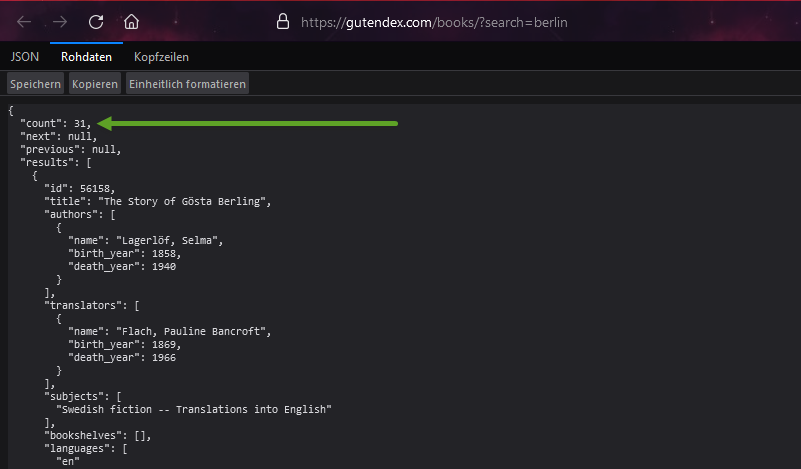 https://gutendex.com/books/?search=berlin
JSON Rohdaten Kopfzeilen
Speichern Kopieren Einheitlich formatieren
{
"count": 31,
"next": null,
"previous": null,
"results": [
{
"id": 56158,
"title": "The Story of Gösta Berling",
"authors": [
{
"name": "Lagerlöf, Selma",
"birth_year": 1858,
"death_year": 1940
}
],
"translators": [
{
"name": "Flach, Pauline Bancroft",
"birth_year": 1869,
"death_year": 1966
}
],
"subjects": [
"Swedish fiction -- Translations into English"
],
"bookshelves": [],
"languages": [
"en"